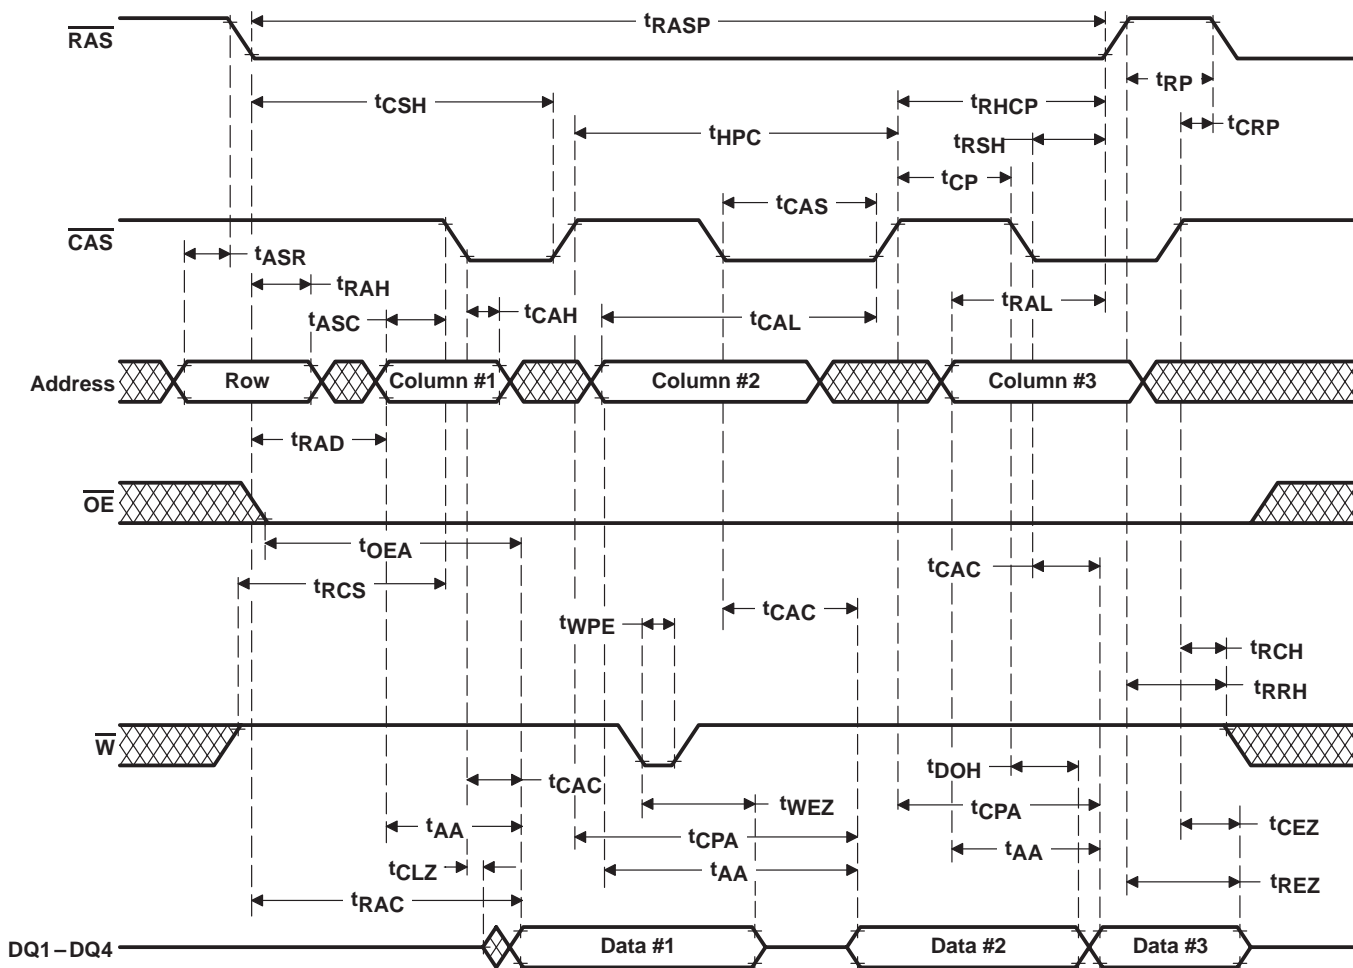 tRASP
RAS
tRP
tCSH
tRHCP
tHPC
tCRP
tRSH
tCP
tCAS
CAS
tASR
tRAH
tRAL
tCAH
tCAL
tASC
Address
Row
Column #1
Column #2
Column #3
tRAD
OE
tOEA
tCAC
tRCS
tCAC
tWPE
tRCH
tRRH
W
tDOH
tCAC
tWEZ
tCPA
tAA
tCPA
tCEZ
tAA
tCLZ
tAA
tREZ
tRAC
DQ1–DQ4
Data #1
Data #2
Data #3